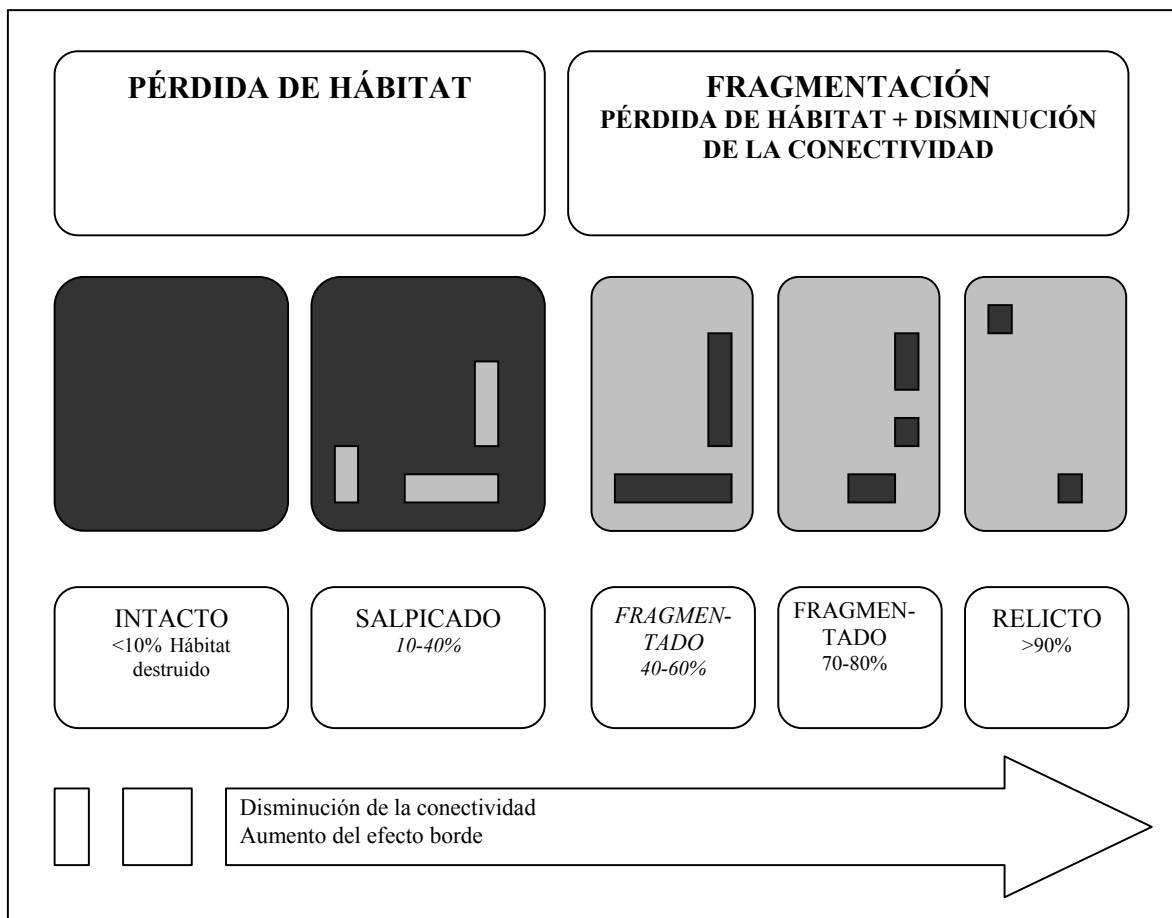 PÉRDIDA DE HÁBITAT
FRAGMENTACIÓN
PÉRDIDA DE HÁBITAT + DISMINUCIÓN
DE LA CONECTIVIDAD
INTACTO
<10% Hábitat
destruido
SALPICADO
10-40%
FRAGMEN-
TADO
40-60%
FRAGMEN-
TADO
70-80%
RELICTO
>90%
Disminución de la conectividad
Aumento del efecto borde